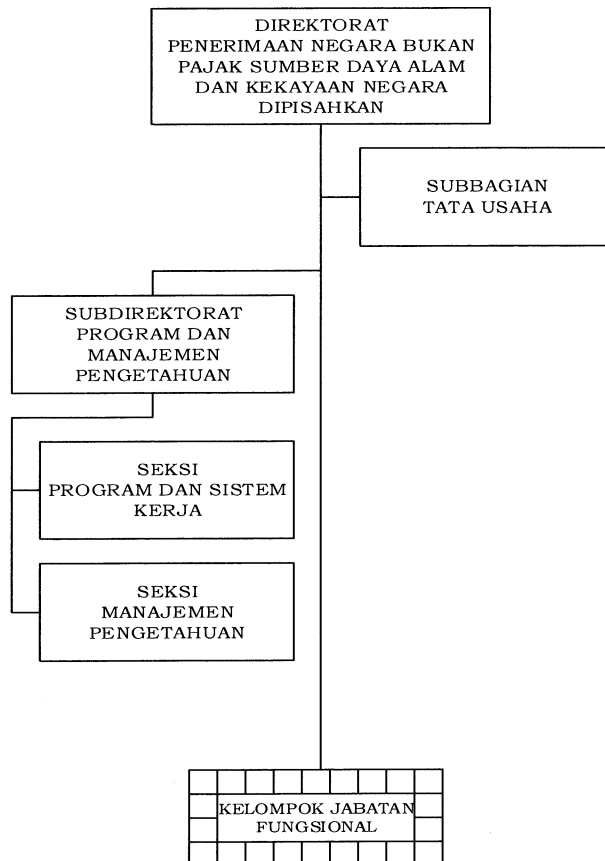 DIREKTORAT
PENERIMAAN NEGARA BUKAN
PAJAK SUMBER DAYA ALAM
DAN KEKAYAAN NEGARA
DIPISAHKAN
SUBBAGIAN
TATA USAHA
SUBDIREKTORAT
PROGRAM DAN
MANAJEMEN
PENGETAHUAN
SEKSI
PROGRAM DAN SISTEM
KERJA
SEKSI
MANAJEMEN
PENGETAHUAN
KELOMPOK JABATAN
FUNGSIONAL